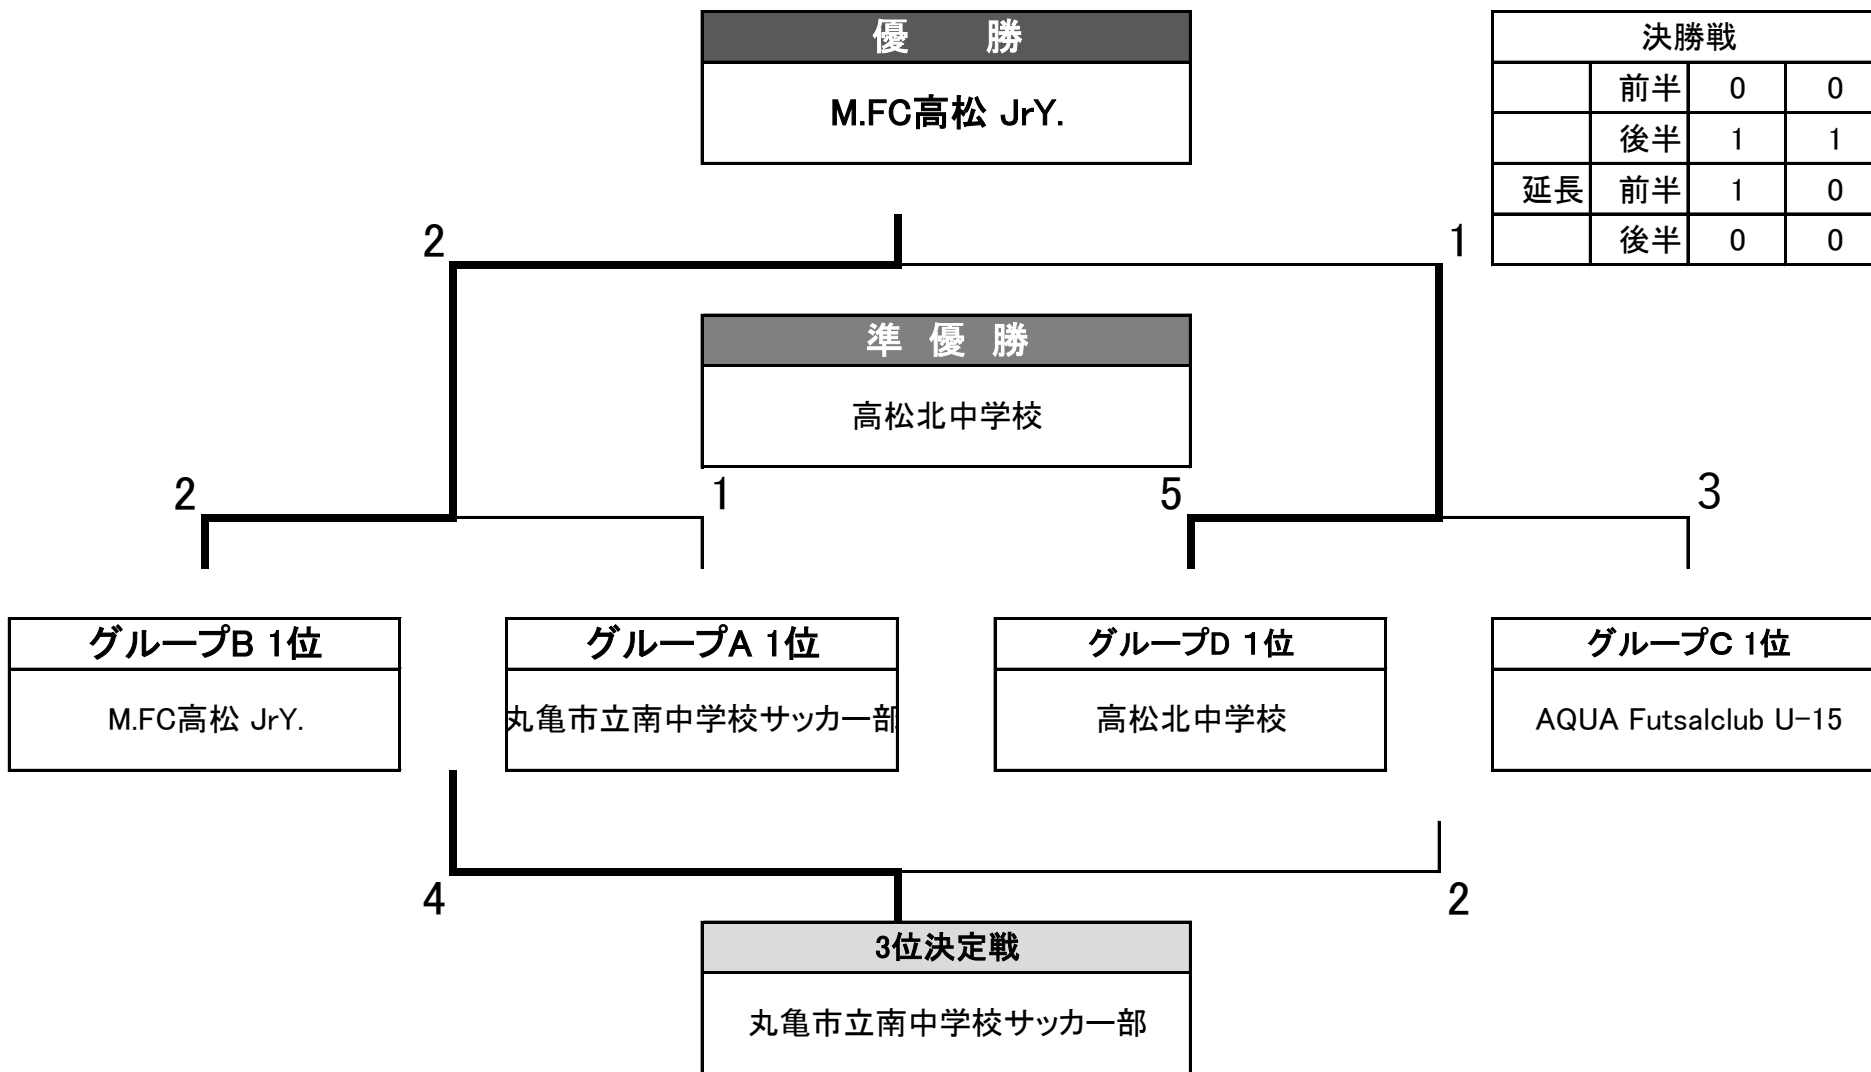 優 勝
M.FC高松 JrY.
決勝戦
前半 0 0
後半 1 1
延長 前半 1 0
後半 0 0
2 1
準 優 勝
高松北中学校
2 1 5 3
グループB 1位 グループA 1位 グループD 1位 グループC 1位
M.FC高松 JrY. 丸亀市立南中学校サッカー部 高松北中学校 AQUA Futsalclub U-15
4 2
3位決定戦
丸亀市立南中学校サッカー部